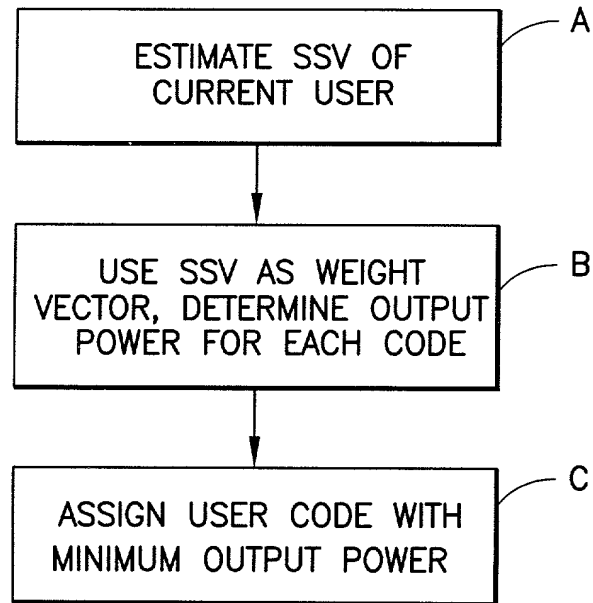 ESTIMATE SSV OF
CURRENT USER
A
USE SSV AS WEIGHT
VECTOR, DETERMINE OUTPUT
POWER FOR EACH CODE
B
ASSIGN USER CODE WITH
MINIMUM OUTPUT POWER
C